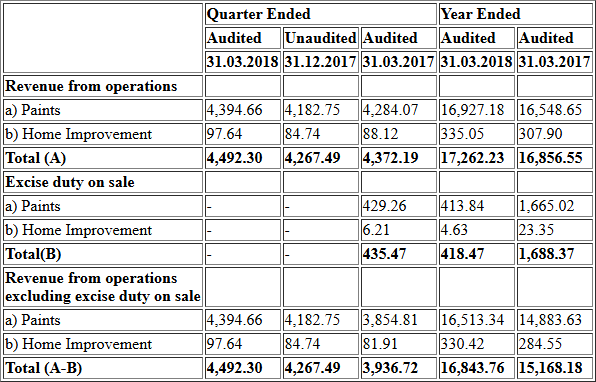 Quarter Ended Year Ended
Audited Unaudited Audited Audited Audited
31.03.2018 31.12.2017 31.03.2017 31.03.2018 31.03.2017
Revenue from operations
a) Paints 4,394.66 4,182.75 4,284.07 16,927.18 16,548.65
b) Home Improvement 97.64 84.74 88.12 335.05 307.90
Total (A) 4,492.30 4,267.49 4,372.19 17,262.23 16,856.55
Excise duty on sale
a) Paints - - 429.26 413.84 1,665.02
b) Home Improvement - - 6.21 4.63 23.35
Total(B) - - 435.47 418.47 1,688.37
Revenue from operations
excluding excise duty on sale
a) Paints 4,394.66 4,182.75 3,854.81 16,513.34 14,883.63
b) Home Improvement 97.64 84.74 81.91 330.42 284.55
Total (A-B) 4,492.30 4,267.49 3,936.72 16,843.76 15,168.18